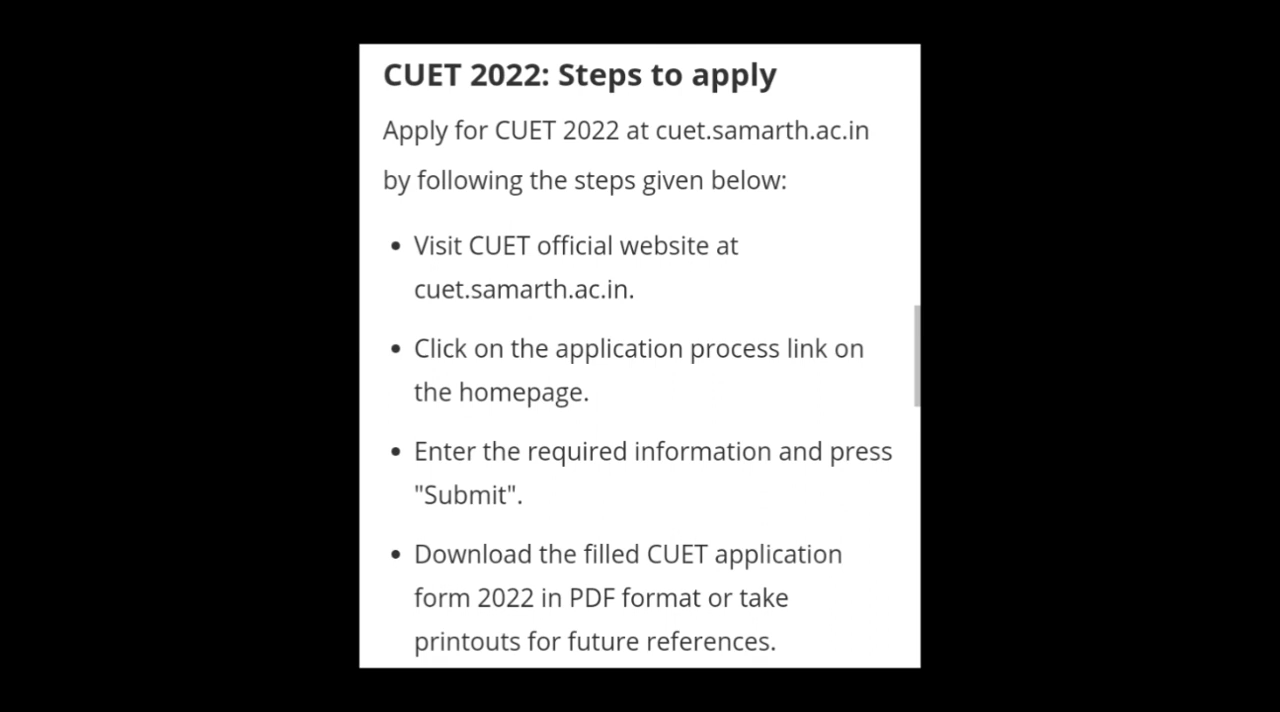 CUET 2022: Steps to apply
Apply for CUET 2022 at cuet.samarth.ac.in
by following the steps given below:
• Visit CUET official website at
cuet.samarth.ac.in.
• Click on the application process link on
the homepage.
• Enter the required information and press
"Submit".
• Download the filled CUET application
form 2022 in PDF format or take
printouts for future references.